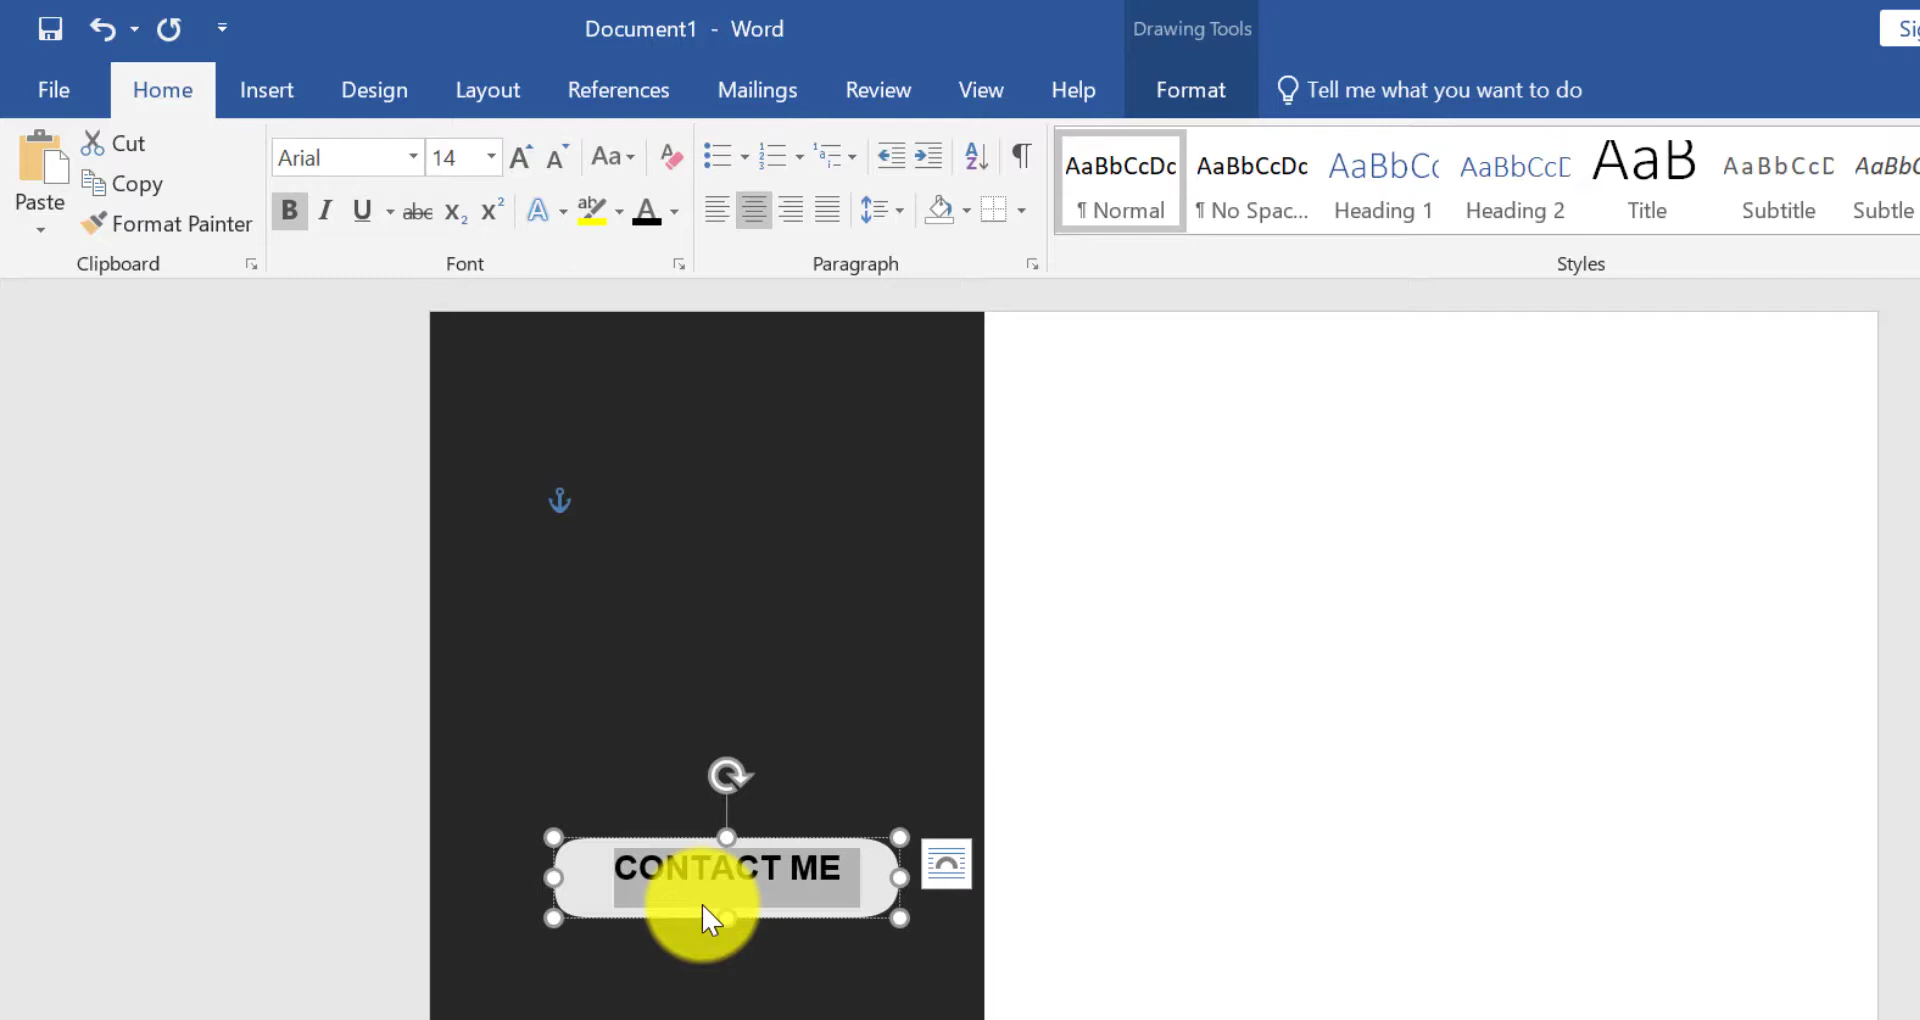 Document1 - Word
Drawing Tools
File Home Insert Design Layout References Mailings Review View Help Format Tell me what you want to do
Paste
Cut
Copy
Format Painter
Clipboard
Arial 14
Font
Paragraph
AaBbCcDc AaBbCcDc AaBbCc AaBbCcD AaB AaBbCcD AaBbC
¶ Normal ¶ No Spac... Heading 1 Heading 2 Title Subtitle Subtle
Styles
CONTACT ME